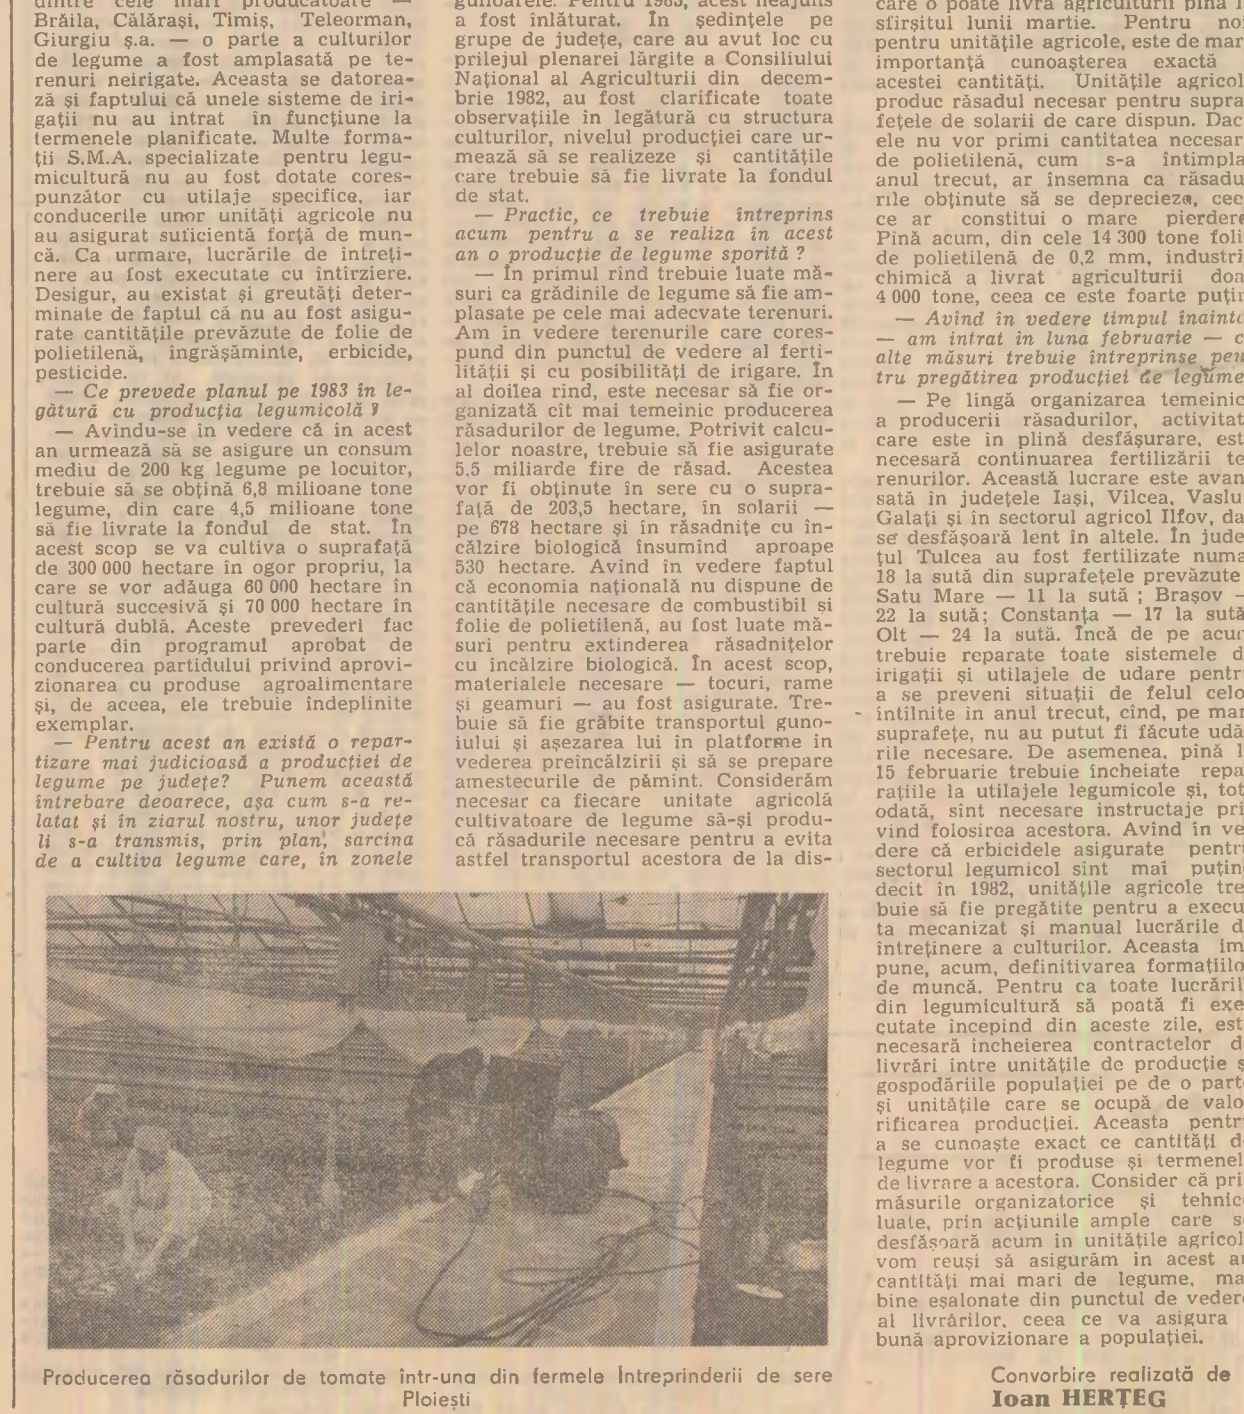 dintre cele mari producătoare —
Brăila, Călărași, Timiș, Teleorman,
Giurgiu ș.a. — o parte a culturilor
de legume a fost amplasată pe te-
renuri neirigate. Aceasta se datorea-
ză și faptului că unele sisteme de iri-
gații nu au intrat în funcțiune la
termenele planificate. Multe forma-
ții S.M.A. specializate pentru legu-
micultură nu au fost dotate cores-
punzător cu utilaje specifice, iar
conducerile unor unități agricole nu
au asigurat suficientă forță de mun-
că. Ca urmare, lucrările de întreți-
nere au fost executate cu întîrziere.
Desigur, au existat și greutăți deter-
minate de faptul că nu au fost asigu-
rate cantitățile prevăzute de folie de
polietilenă, îngrășăminte, erbicide,
pesticide.
— Ce prevede planul pe 1983 în le-
gătură cu producția legumicolă ?
— Avîndu-se în vedere că în acest
an urmează să se asigure un consum
mediu de 200 kg legume pe locuitor,
trebuie să se obțină 6,8 milioane tone
legume, din care 4,5 milioane tone
să fie livrate la fondul de stat. În
acest scop se va cultiva o suprafață
de 300 000 hectare în ogor propriu, la
care se vor adăuga 60 000 hectare în
cultură succesivă și 70 000 hectare în
cultură dublă. Aceste prevederi fac
parte din programul aprobat de
conducerea partidului privind aprovi-
zionarea cu produse agroalimentare
și, de aceea, ele trebuie îndeplinite
exemplar.
— Pentru acest an există o repar-
tizare mai judicioasă a producției de
legume pe județe? Punem această
întrebare deoarece, așa cum s-a re-
latat și în ziarul nostru, unor județe
li s-a transmis, prin plan, sarcina
de a cultiva legume care, în zonele
gunoarele. Pentru 1983, acest neajuns
a fost înlăturat. În ședințele pe
grupe de județe, care au avut loc cu
prilejul plenarei lărgite a Consiliului
Național al Agriculturii din decem-
brie 1982, au fost clarificate toate
observațiile în legătură cu structura
culturilor, nivelul producției care ur-
mează să se realizeze și cantitățile
care trebuie să fie livrate la fondul
de stat.
— Practic, ce trebuie întreprins
acum pentru a se realiza în acest
an o producție de legume sporită ?
— În primul rînd trebuie luate mă-
suri ca grădinile de legume să fie am-
plasate pe cele mai adecvate terenuri.
Am în vedere terenurile care cores-
pund din punctul de vedere al ferti-
lității și cu posibilități de irigare. În
al doilea rînd, este necesar să fie or-
ganizată cît mai temeinic producerea
răsadurilor de legume. Potrivit calcu-
lelor noastre, trebuie să fie asigurate
5,5 miliarde fire de răsad. Acestea
vor fi obținute în sere cu o supra-
față de 203,5 hectare, în solarii —
pe 678 hectare și în răsadnițe cu în-
călzire biologică însumînd aproape
530 hectare. Avînd în vedere faptul
că economia națională nu dispune de
cantitățile necesare de combustibil și
folie de polietilenă, au fost luate mă-
suri pentru extinderea răsadnițelor
cu încălzire biologică. În acest scop,
materialele necesare — tocuri, rame
și geamuri — au fost asigurate. Tre-
buie să fie grăbite transportul guno-
iului și așezarea lui în platforme în
vederea preîncălzirii și să se prepare
amestecurile de pămînt. Considerăm
necesar ca fiecare unitate agricolă
cultivatoare de legume să-și produ-
că răsadurile necesare pentru a evita
astfel transportul acestora de la dis-
care o poate livra agriculturii pînă l
sfîrșitul lunii martie. Pentru noi
pentru unitățile agricole, este de mar
importanță cunoașterea exactă
acestei cantități. Unitățile agricol
produc răsadul necesar pentru supra
fețele de solarii de care dispun. Dac
ele nu vor primi cantitatea necesar
de polietilenă, cum s-a întîmpla
anul trecut, ar însemna ca răsadu
rile obținute să se deprecieze, cee
ce ar constitui o mare pierdere
Pînă acum, din cele 14 300 tone foli
de polietilenă de 0,2 mm, industri
chimică a livrat agriculturii doa
4 000 tone, ceea ce este foarte puțin
— Avînd în vedere timpul înainta
— am intrat în luna februarie — c
alte măsuri trebuie întreprinse pen
tru pregătirea producției de legume
— Pe lîngă organizarea temeinic
a producerii răsadurilor, activitat
care este în plină desfășurare, est
necesară continuarea fertilizării te
renurilor. Această lucrare este avan
sată în județele Iași, Vîlcea, Vaslu
Galați și în sectorul agricol Ilfov, da
se desfășoară lent în altele. În jude
țul Tulcea au fost fertilizate numa
18 la sută din suprafețele prevăzute
Satu Mare — 11 la sută ; Brașov —
22 la sută; Constanța — 17 la sută
Olt — 24 la sută. Încă de pe acum
trebuie reparate toate sistemele d
irigații și utilajele de udare pentr
a se preveni situații de felul celo
întîlnite în anul trecut, cînd, pe mar
suprafețe, nu au putut fi făcute udă
rile necesare. De asemenea, pînă l
15 februarie trebuie încheiate repa
rațiile la utilajele legumicole și, tot
odată, sînt necesare instructaje pri
vind folosirea acestora. Avînd în ve
dere că erbicidele asigurate pentr
sectorul legumicol sînt mai puțin
decît în 1982, unitățile agricole tre
buie să fie pregătite pentru a execu
ta mecanizat și manual lucrările d
întreținere a culturilor. Aceasta im
pune, acum, definitivarea formațiilo
de muncă. Pentru ca toate lucrăril
din legumicultură să poată fi exe
cutate începînd din aceste zile, est
necesară încheierea contractelor d
livrări între unitățile de producție ș
gospodăriile populației pe de o part
și unitățile care se ocupă de valo
rificarea producției. Aceasta pentr
a se cunoaște exact ce cantități d
legume vor fi produse și termenel
de livrare a acestora. Consider că pri
măsurile organizatorice și tehnic
luate, prin acțiunile ample care s
desfășoară acum în unitățile agricol
vom reuși să asigurăm în acest an
cantități mai mari de legume, ma
bine eșalonate din punctul de veder
al livrărilor, ceea ce va asigura
bună aprovizionare a populației.
Convorbire realizată de
Ioan HERȚEG
Producerea răsadurilor de tomate într-una din fermele Întreprinderii de sere
Ploiești